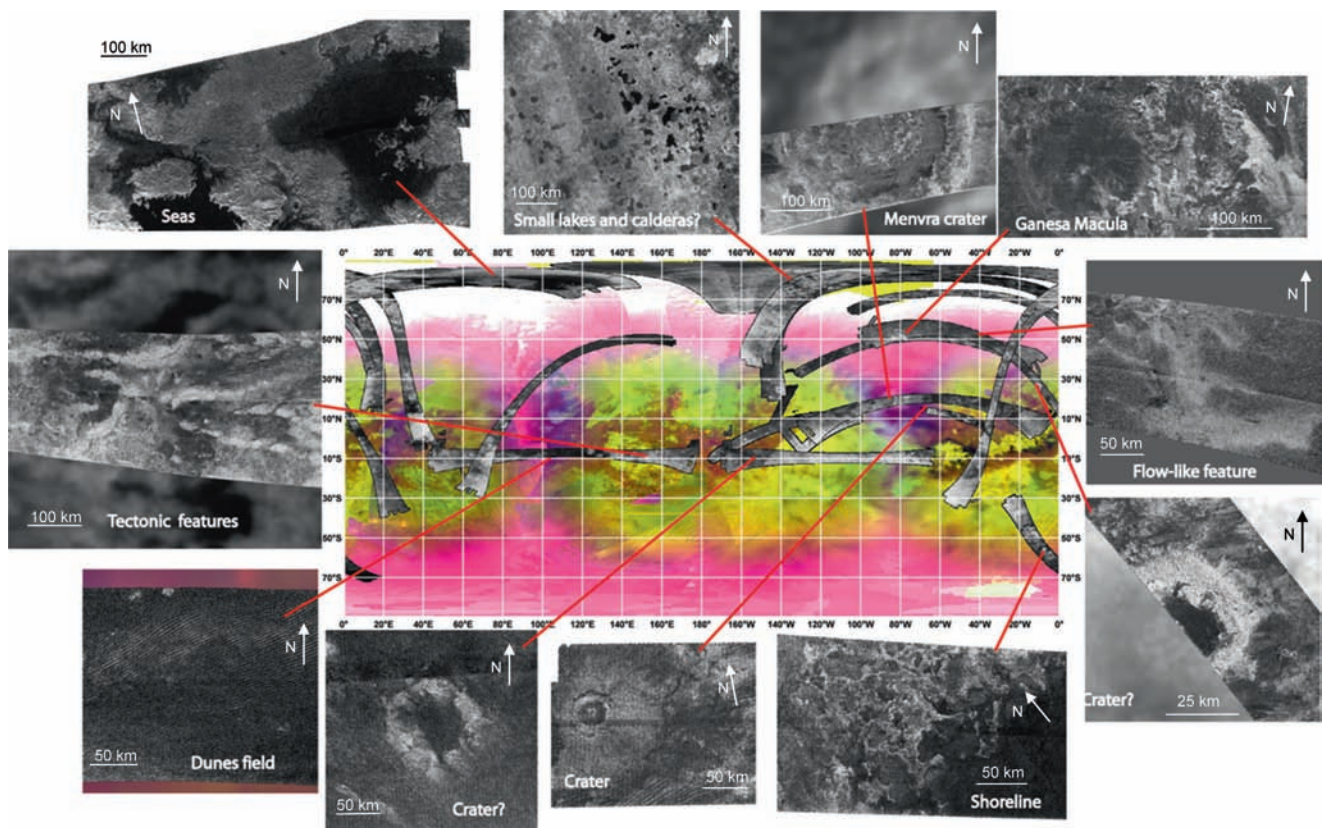 100 km
N
Seas
N
100 km
Small lakes and calderas?
N
100 km
Menvra crater
N
100 km
Ganesa Macula
N
100 km
Tectonic features
0° 20°E 40°E 60°E 80°E 100°E 120°E 140°E 160°E 180° 160°W 140°W 120°W 100°W 80°W 60°W 40°W 20°W 0°
70°N 70°N
50°N 50°N
30°N 30°N
10°N 10°N
10°S 10°S
30°S 30°S
50°S 50°S
70°S 70°S
0° 20°E 40°E 60°E 80°E 100°E 120°E 140°E 160°E 180° 160°W 140°W 120°W 100°W 80°W 60°W 40°W 20°W 0°
N
50 km
Flow-like feature
N
Crater?
25 km
N
50 km
Dunes field
N
50 km
Crater?
N
Crater
50 km
N
50 km
Shoreline